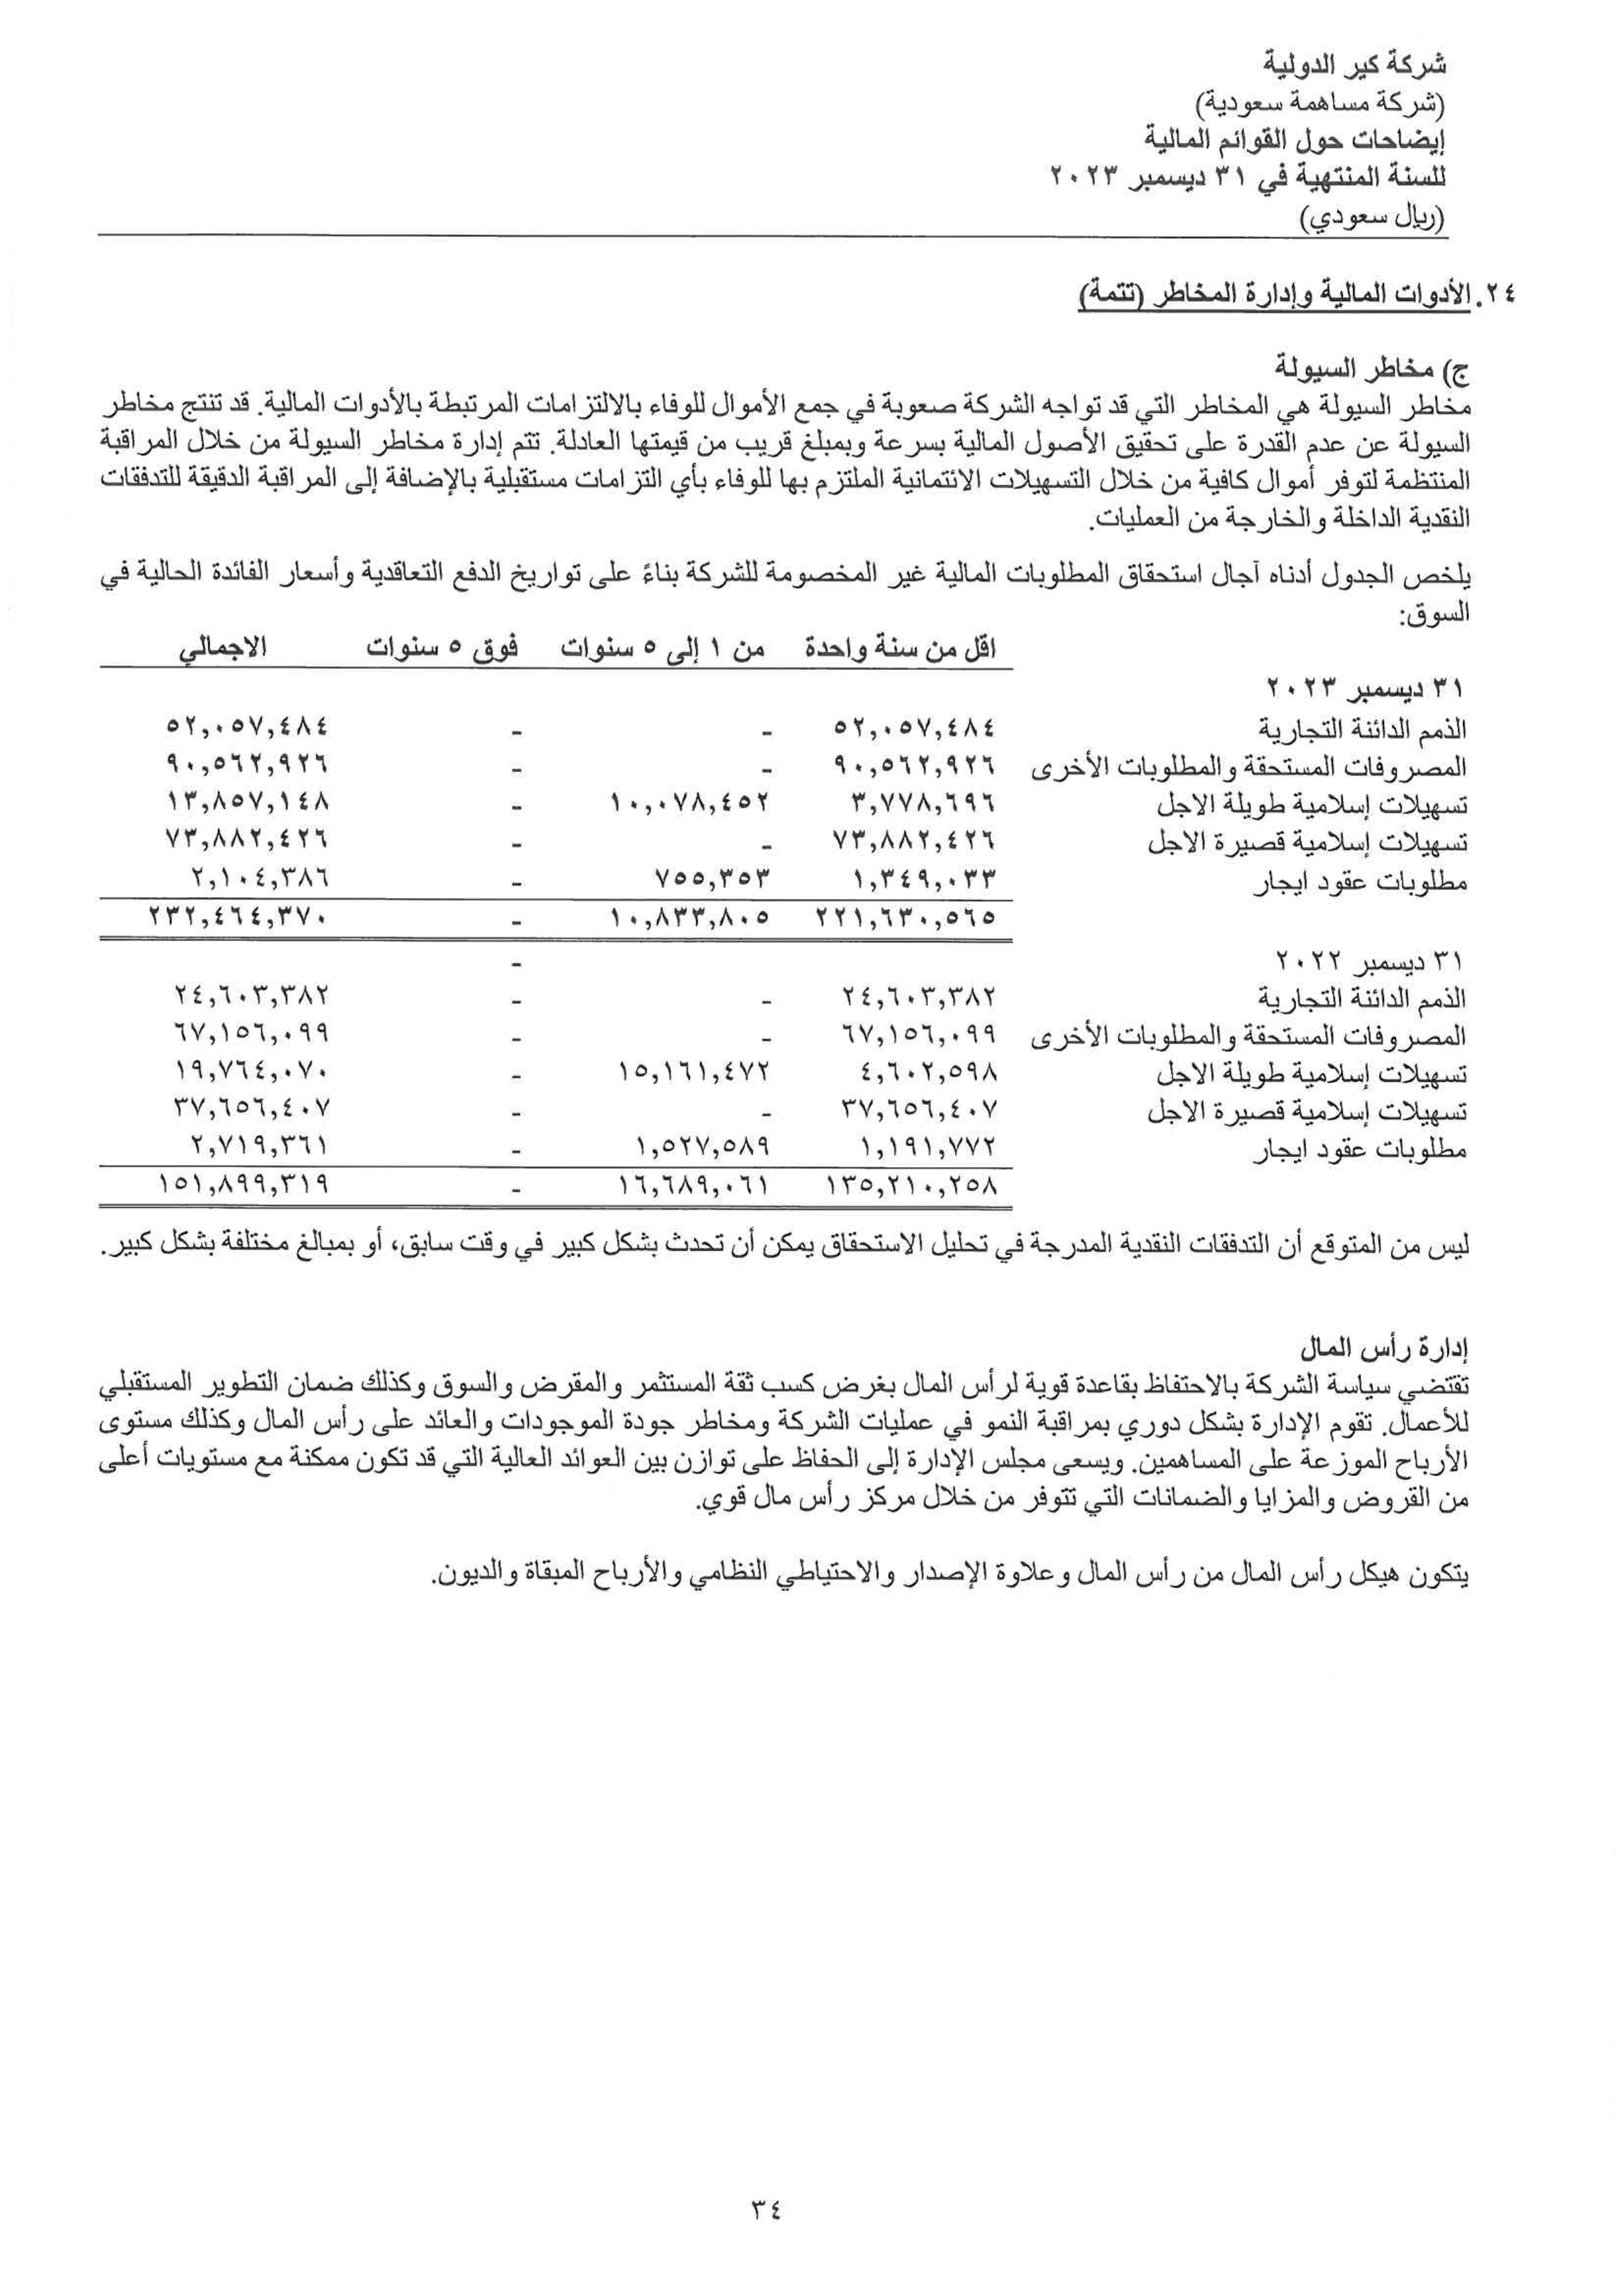 شركة كير الدولية
(شركة مساهمة سعودية)
إيضاحات حول القوائم المالية
للسنة المنتهية في ٣١ ديسمبر ٢٠٢٣
(ريال سعودي)
٢٤. الأدوات المالية وإدارة المخاطر (تتمة)
ج) مخاطر السيولة
مخاطر السيولة هي المخاطر التي قد تواجه الشركة صعوبة في جمع الأموال للوفاء بالالتزامات المرتبطة بالأدوات المالية. قد تنتج مخاطر
السيولة عن عدم القدرة على تحقيق الأصول المالية بسرعة وبمبلغ قريب من قيمتها العادلة. تتم إدارة مخاطر السيولة من خلال المراقبة
المنتظمة لتوفر أموال كافية من خلال التسهيلات الائتمانية الملتزم بها للوفاء بأي التزامات مستقبلية بالإضافة إلى المراقبة الدقيقة للتدفقات
النقدية الداخلة والخارجة من العمليات.
يلخص الجدول أدناه آجال استحقاق المطلوبات المالية غير المخصومة للشركة بناءً على تواريخ الدفع التعاقدية وأسعار الفائدة الحالية في
السوق:
اقل من سنة واحدة من ١ إلى ٥ سنوات فوق ٥ سنوات الاجمالي
٣١ ديسمبر ٢٠٢٣
الذمم الدائنة التجارية ٥٢,٠٥٧,٤٨٤ - - ٥٢,٠٥٧,٤٨٤
المصروفات المستحقة والمطلوبات الأخرى ٩٠,٥٦٢,٩٢٦ - - ٩٠,٥٦٢,٩٢٦
تسهيلات إسلامية طويلة الاجل ٣,٧٧٨,٦٩٦ ١٠,٠٧٨,٤٥٢ - ١٣,٨٥٧,١٤٨
تسهيلات إسلامية قصيرة الاجل ٧٣,٨٨٢,٤٢٦ - - ٧٣,٨٨٢,٤٢٦
مطلوبات عقود ايجار ١,٣٤٩,٠٣٣ ٧٥٥,٣٥٣ - ٢,١٠٤,٣٨٦
٢٢١,٦٣٠,٥٦٥ ١٠,٨٣٣,٨٠٥ - ٢٣٢,٤٦٤,٣٧٠
٣١ ديسمبر ٢٠٢٢ -
الذمم الدائنة التجارية ٢٤,٦٠٣,٣٨٢ - - ٢٤,٦٠٣,٣٨٢
المصروفات المستحقة والمطلوبات الأخرى ٦٧,١٥٦,٠٩٩ - - ٦٧,١٥٦,٠٩٩
تسهيلات إسلامية طويلة الاجل ٤,٦٠٢,٥٩٨ ١٥,١٦١,٤٧٢ - ١٩,٧٦٤,٠٧٠
تسهيلات إسلامية قصيرة الاجل ٣٧,٦٥٦,٤٠٧ - - ٣٧,٦٥٦,٤٠٧
مطلوبات عقود ايجار ١,١٩١,٧٧٢ ١,٥٢٧,٥٨٩ - ٢,٧١٩,٣٦١
١٣٥,٢١٠,٢٥٨ ١٦,٦٨٩,٠٦١ - ١٥١,٨٩٩,٣١٩
ليس من المتوقع أن التدفقات النقدية المدرجة في تحليل الاستحقاق يمكن أن تحدث بشكل كبير في وقت سابق، أو بمبالغ مختلفة بشكل كبير.
إدارة رأس المال
تقتضي سياسة الشركة بالاحتفاظ بقاعدة قوية لرأس المال بغرض كسب ثقة المستثمر والمقرض والسوق وكذلك ضمان التطوير المستقبلي
للأعمال. تقوم الإدارة بشكل دوري بمراقبة النمو في عمليات الشركة ومخاطر جودة الموجودات والعائد على رأس المال وكذلك مستوى
الأرباح الموزعة على المساهمين. ويسعى مجلس الإدارة إلى الحفاظ على توازن بين العوائد العالية التي قد تكون ممكنة مع مستويات أعلى
من القروض والمزايا والضمانات التي تتوفر من خلال مركز رأس مال قوي.
يتكون هيكل رأس المال من رأس المال وعلاوة الإصدار والاحتياطي النظامي والأرباح المبقاة والديون.
٣٤